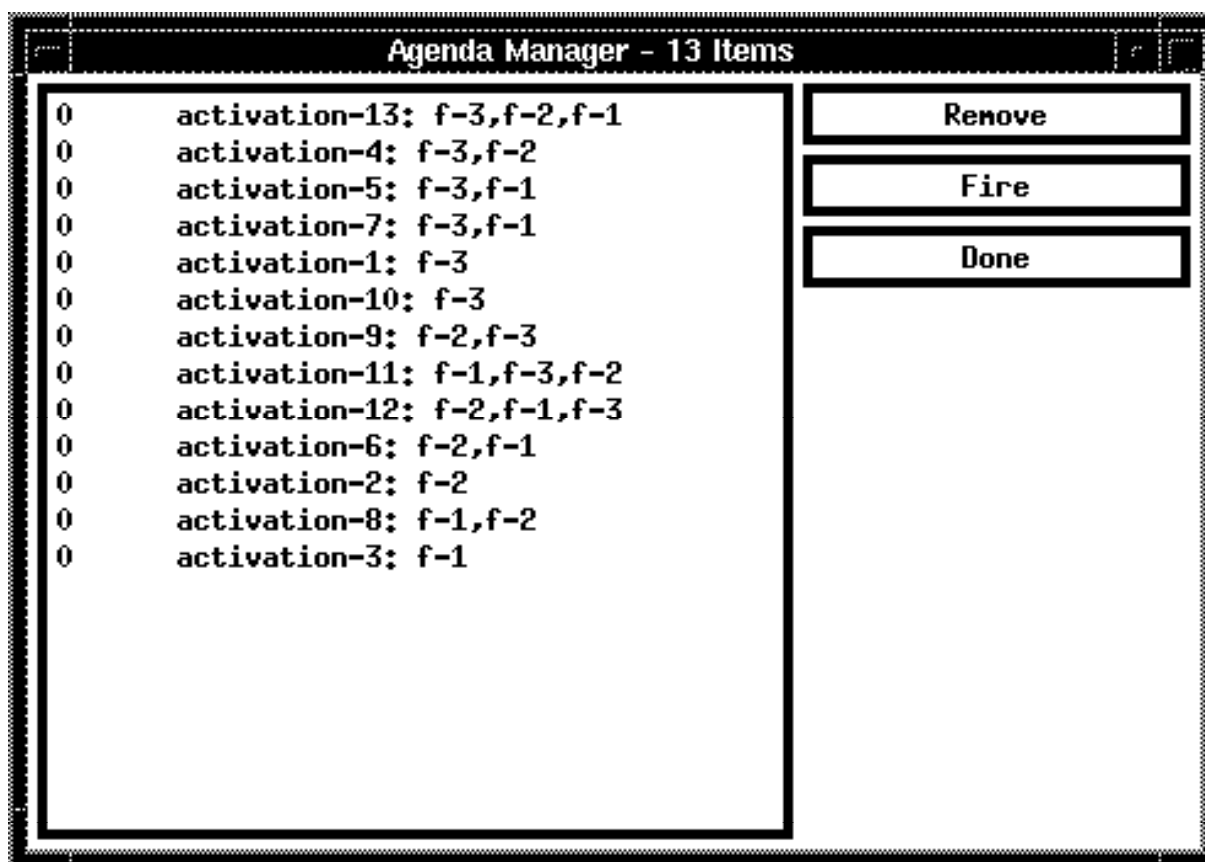 Agenda Manager - 13 Items
0 activation-13: f-3,f-2,f-1
0 activation-4: f-3,f-2
0 activation-5: f-3,f-1
0 activation-7: f-3,f-1
0 activation-1: f-3
0 activation-10: f-3
0 activation-9: f-2,f-3
0 activation-11: f-1,f-3,f-2
0 activation-12: f-2,f-1,f-3
0 activation-6: f-2,f-1
0 activation-2: f-2
0 activation-8: f-1,f-2
0 activation-3: f-1
Remove
Fire
Done